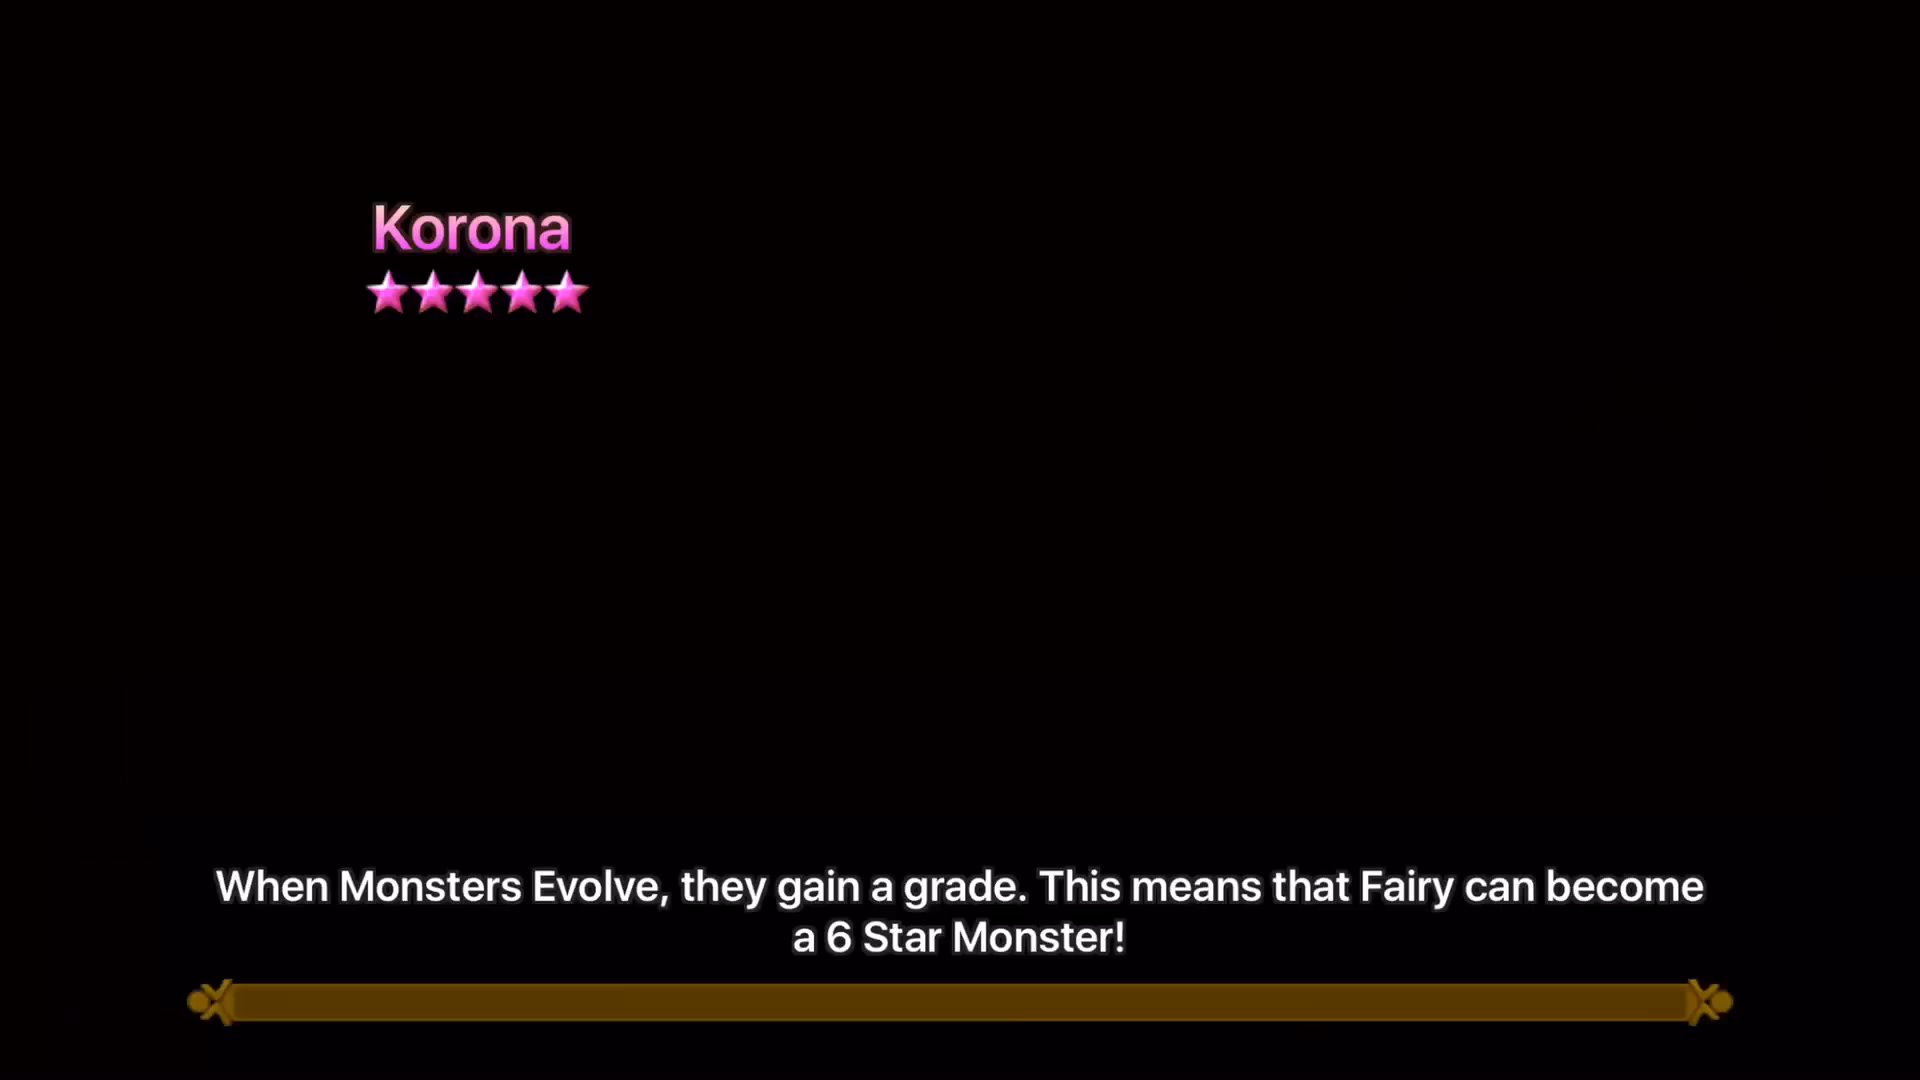 Korona
When Monsters Evolve, they gain a grade. This means that Fairy can become
a 6 Star Monster!